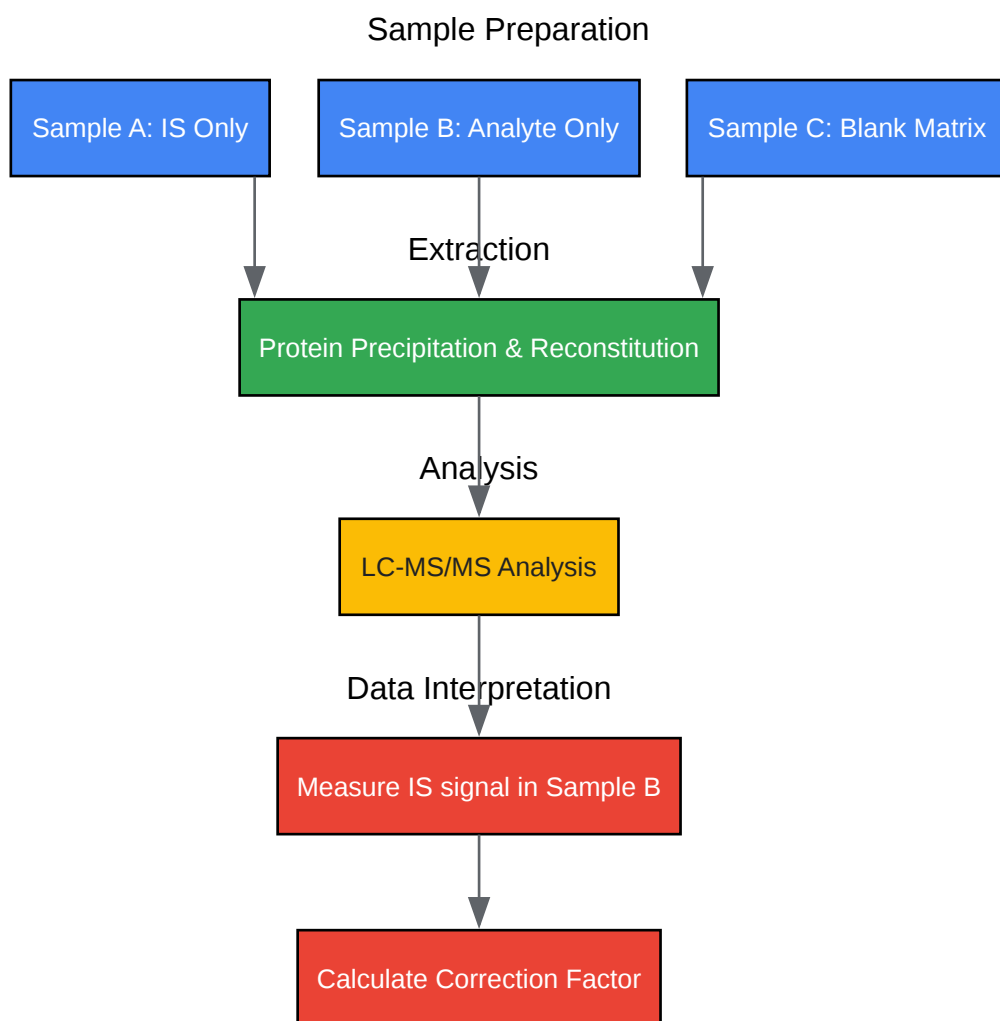 Sample Preparation
Sample A: IS Only
Sample B: Analyte Only
Sample C: Blank Matrix
Extraction
Protein Precipitation & Reconstitution
Analysis
LC-MS/MS Analysis
Data Interpretation
Measure IS signal in Sample B
Calculate Correction Factor